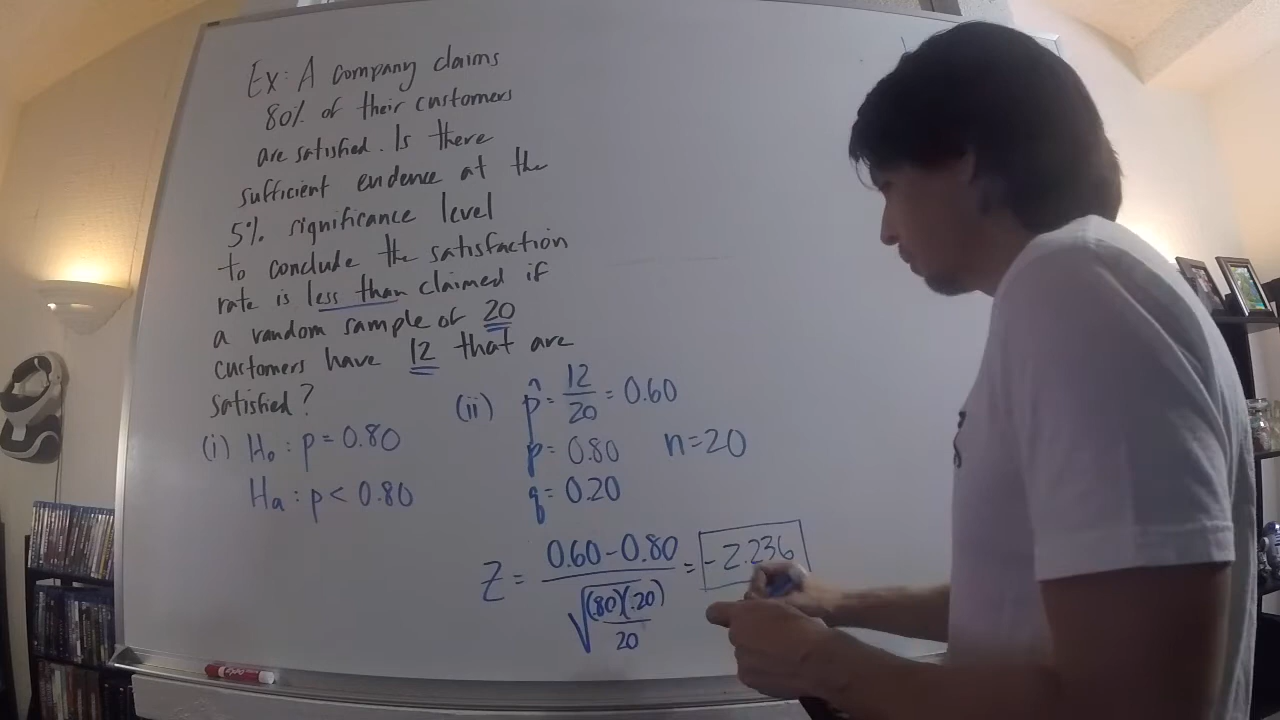 Ex: A company claims
80% of their customers
are satisfied. Is there
sufficient evidence at the
5% significance level
to conclude the satisfaction
rate is less than claimed if
a random sample of 20
customers have 12 that are
satisfied?
(i) H₀: p = 0.80
Ha: p < 0.80
(ii) p̂ = 12/20 = 0.60
p = 0.80 n=20
q = 0.20
Z = (0.60-0.80)/√((.80)(.20)/20) = -2.236
EXPO